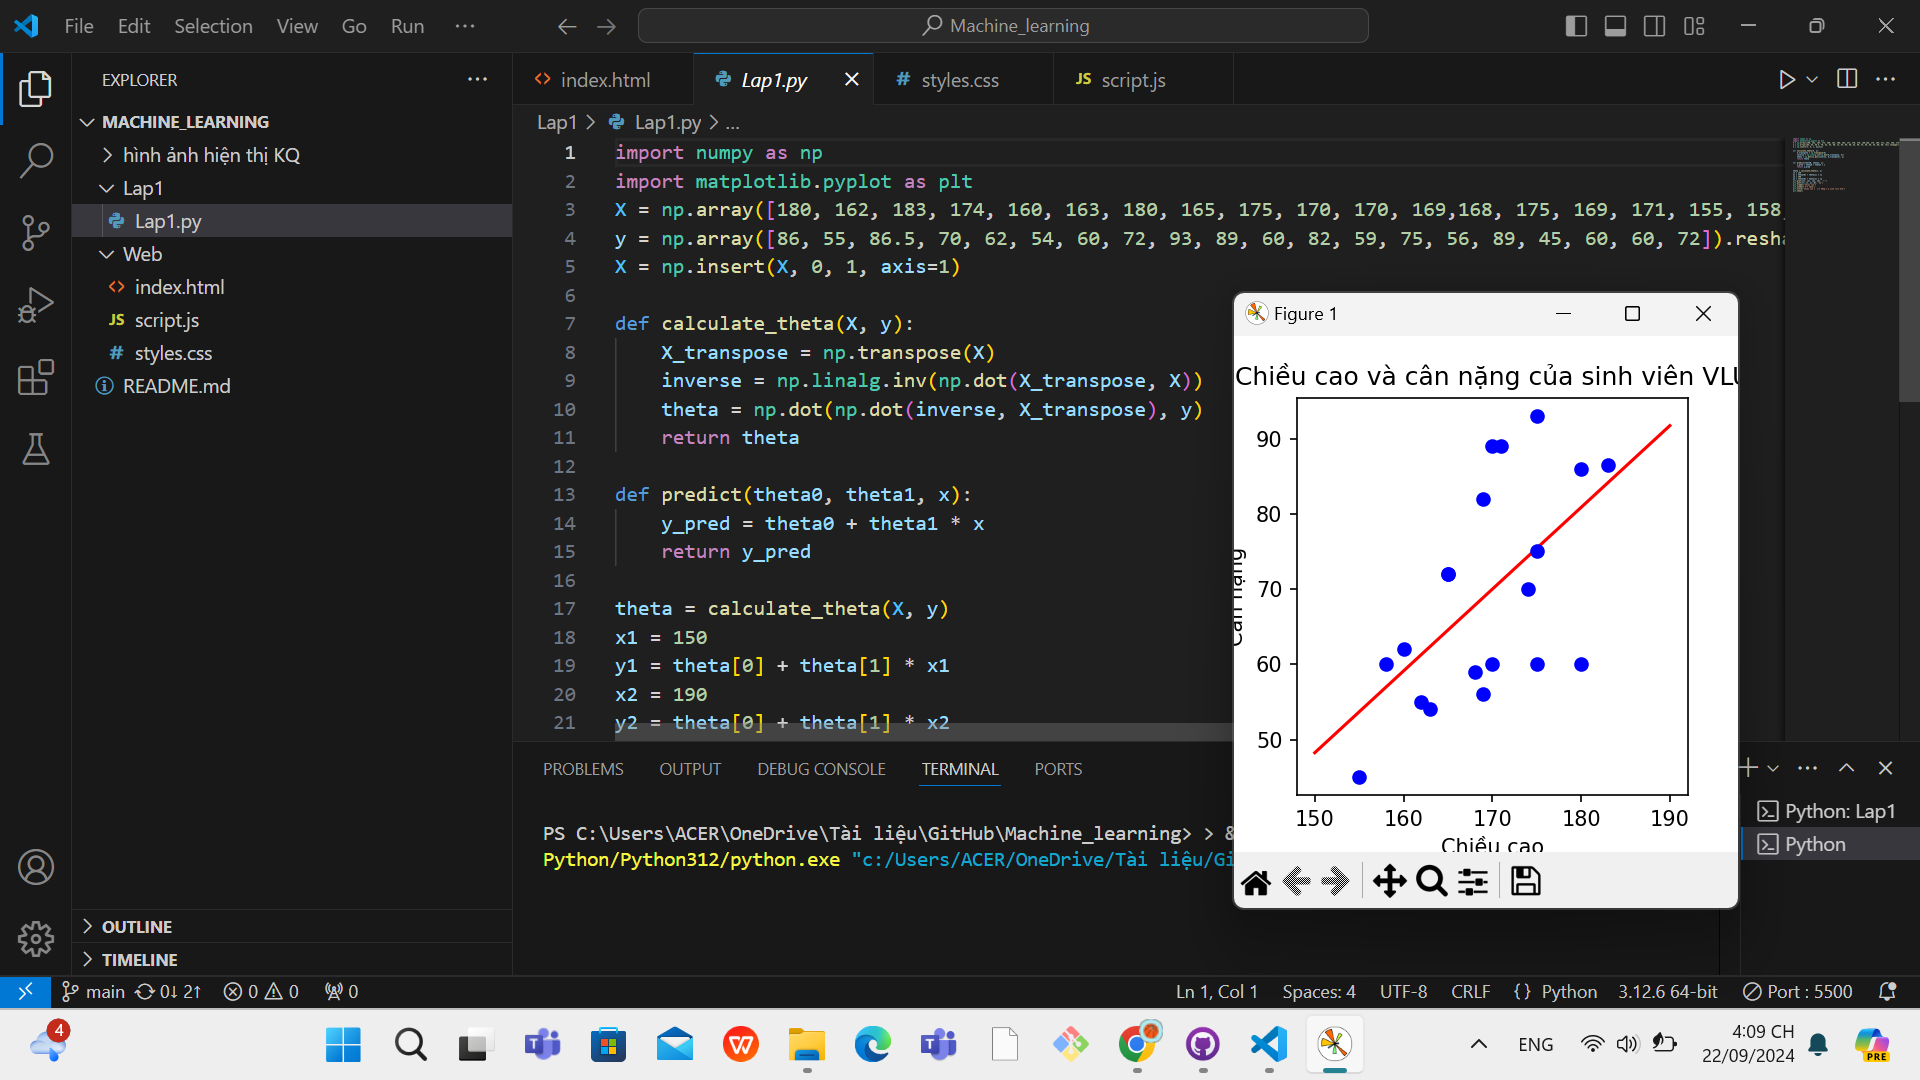 File Edit Selection View Go Run ...
Machine_learning
EXPLORER
MACHINE_LEARNING
hình ảnh hiện thị KQ
Lap1
Lap1.py
Web
index.html
script.js
styles.css
README.md
OUTLINE
TIMELINE
index.html
Lap1.py
# styles.css
JS script.js
Lap1 > Lap1.py > ...
1 import numpy as np
2 import matplotlib.pyplot as plt
3 X = np.array([180, 162, 183, 174, 160, 163, 180, 165, 175, 170, 170, 169,168, 175, 169, 171, 155, 158,
4 y = np.array([86, 55, 86.5, 70, 62, 54, 60, 72, 93, 89, 60, 82, 59, 75, 56, 89, 45, 60, 60, 72]).resha
5 X = np.insert(X, 0, 1, axis=1)
6
7 def calculate_theta(X, y):
8 X_transpose = np.transpose(X)
9 inverse = np.linalg.inv(np.dot(X_transpose, X))
10 theta = np.dot(np.dot(inverse, X_transpose), y)
11 return theta
12
13 def predict(theta0, theta1, x):
14 y_pred = theta0 + theta1 * x
15 return y_pred
16
17 theta = calculate_theta(X, y)
18 x1 = 150
19 y1 = theta[0] + theta[1] * x1
20 x2 = 190
21 y2 = theta[0] + theta[1] * x2
Figure 1
Chiều cao và cân nặng của sinh viên VLU
90
80
70
60
50
Cân nặng
150 160 170 180 190
Chiều cao
PROBLEMS OUTPUT DEBUG CONSOLE TERMINAL PORTS
PS C:\Users\ACER\OneDrive\Tài liệu\GitHub\Machine_learning> > &
Python/Python312/python.exe "c:/Users/ACER/OneDrive/Tài liệu/Gi
Python: Lap1
Python
main 0↓ 2↑ 0 0 0
Ln 1, Col 1 Spaces: 4 UTF-8 CRLF {} Python 3.12.6 64-bit Port : 5500
4
ENG
4:09 CH
22/09/2024
PRE